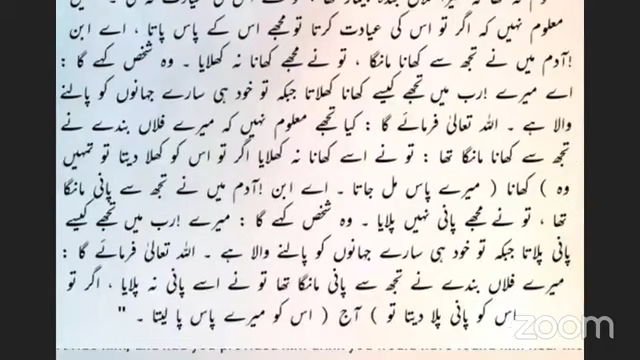 معلوم نہیں کہ اگر تو اس کی عیادت کرتا تو مجھے اس کے پاس پاتا ، اے ابن
!آدم میں نے تجھ سے کھانا مانگا ، تو نے مجھے کھانا نہ کھلایا ۔ وہ شخص کہے گا :
اے میرے !رب میں تجھے کیسے کھانا کھلاتا جبکہ تو خود ہی سارے جہانوں کو پالنے
والا ہے ۔ اللہ تعالیٰ فرمائے گا : کیا تجھے معلوم نہیں کہ میرے فلاں بندے نے
تجھ سے کھانا مانگا تھا : تو نے اسے کھانا نہ کھلایا اگر تو اس کو کھلا دیتا تو تمہیں
وہ ) کھانا ( میرے پاس مل جاتا ۔ اے ابن !آدم میں نے تجھ سے پانی مانگا
تھا ، تو نے مجھے پانی نہیں پلایا ۔ وہ شخص کہے گا : میرے !رب میں تجھے کیسے
پانی پلاتا جبکہ تو خود ہی سارے جہانوں کو پالنے والا ہے ۔ اللہ تعالیٰ فرمائے گا :
میرے فلاں بندے نے تجھ سے پانی مانگا تھا تو نے اسے پانی نہ پلایا ، اگر تو
اس کو پانی پلا دیتا تو ) آج ( اس کو میرے پاس پا لیتا ۔ "
zoom